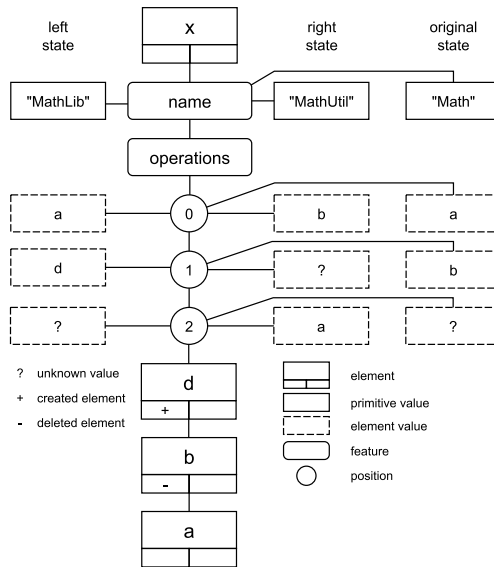 left state
x
right state
original state
"MathLib"
name
"MathUtil"
"Math"
operations
a
0
b
a
d
1
?
b
?
2
a
?
? unknown value
+ created element
- deleted element
d
+
b
-
a
element
primitive value
element value
feature
position